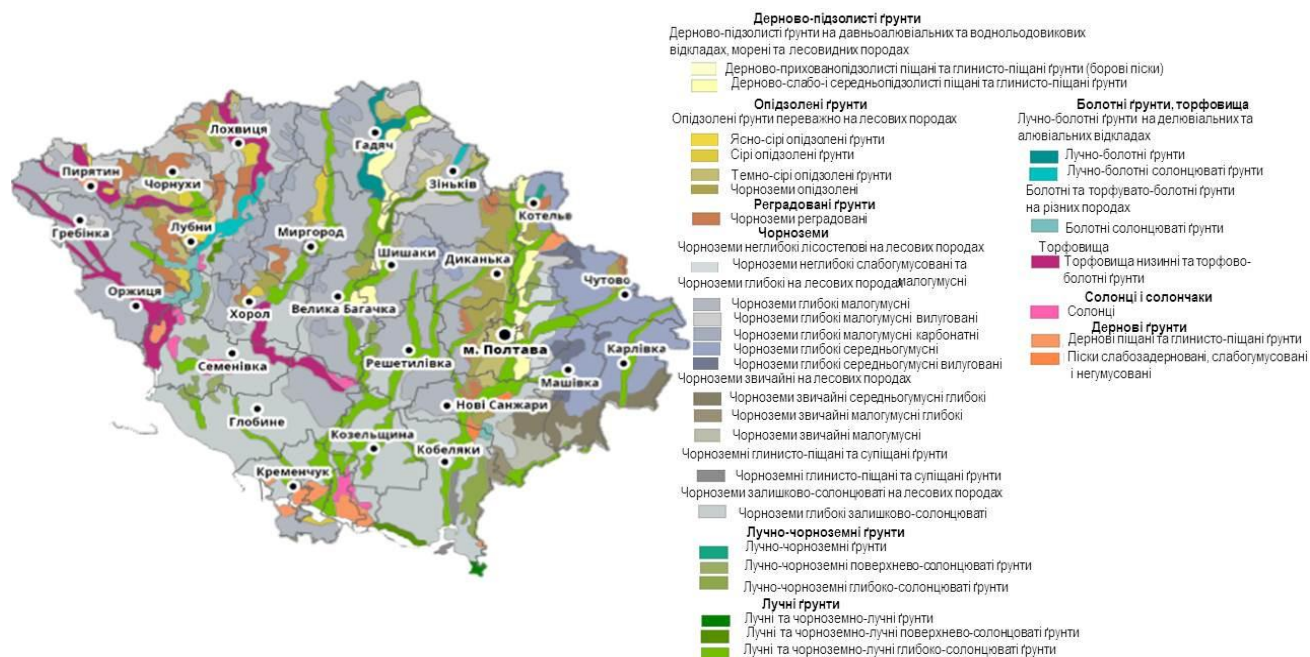 Лохвиця
Гадяч
Пирятин
Чорнухи
Зіньків
Котельв
Гребінка
Лубни
Миргород
Шишаки
Диканька
Чутово
Оржиця
Хорол
Велика Багачка
м. Полтава
Карлівка
Решетилівка
Семенівка
Машівка
Нові Санжари
Глобине
Козельщина
Кобеляки
Кременчук
Дерново-підзолисті ґрунти
Дерново-підзолисті ґрунти на давньоалювіальних та воднольодовикових
відкладах, морені та лесовидних породах
Дерново-прихованопідзолисті піщані та глинисто-піщані ґрунти (борові піски)
Дерново-слабо-і середньопідзолисті піщані та глинисто-піщані ґрунти
Опідзолені ґрунти
Опідзолені ґрунти переважно на лесових породах
Ясно-сірі опідзолені ґрунти
Сірі опідзолені ґрунти
Темно-сірі опідзолені ґрунти
Чорноземи опідзолені
Реградовані ґрунти
Чорноземи реградовані
Чорноземи
Чорноземи неглибокі лісостепові на лесових породах
Чорноземи неглибокі слабогумусовані та
малогумусні
Чорноземи глибокі на лесових породах
Чорноземи глибокі малогумусні
Чорноземи глибокі малогумусні вилуговані
Чорноземи глибокі малогумусні карбонатні
Чорноземи глибокі середньогумусні
Чорноземи глибокі середньогумусні вилуговані
Чорноземи звичайні на лесових породах
Чорноземи звичайні середньогумусні глибокі
Чорноземи звичайні малогумусні глибокі
Чорноземи звичайні малогумусні
Чорноземні глинисто-піщані та супіщані ґрунти
Чорноземні глинисто-піщані та супіщані ґрунти
Чорноземи залишково-солонцюваті на лесових породах
Чорноземи глибокі залишково-солонцюваті
Лучно-чорноземні ґрунти
Лучно-чорноземні ґрунти
Лучно-чорноземні поверхнево-солонцюваті ґрунти
Лучно-чорноземні глибоко-солонцюваті ґрунти
Лучні ґрунти
Лучні та чорноземно-лучні ґрунти
Лучні та чорноземно-лучні поверхнево-солонцоваті ґрунти
Лучні та чорноземно-лучні глибоко-солонцюваті ґрунти
Болотні ґрунти, торфовища
Лучно-болотні ґрунти на делювіальних та
алювіальних відкладах
Лучно-болотні ґрунти
Лучно-болотні солонцюваті ґрунти
Болотні та торфувато-болотні ґрунти
на різних породах
Болотні солонцюваті ґрунти
Торфовища
Торфовища низинні та торфово-
болотні ґрунти
Солонці і солончаки
Солонці
Дернові ґрунти
Дернові піщані та глинисто-піщані ґрунти
Піски слабозадерновані, слабогумусовані
і негумусовані